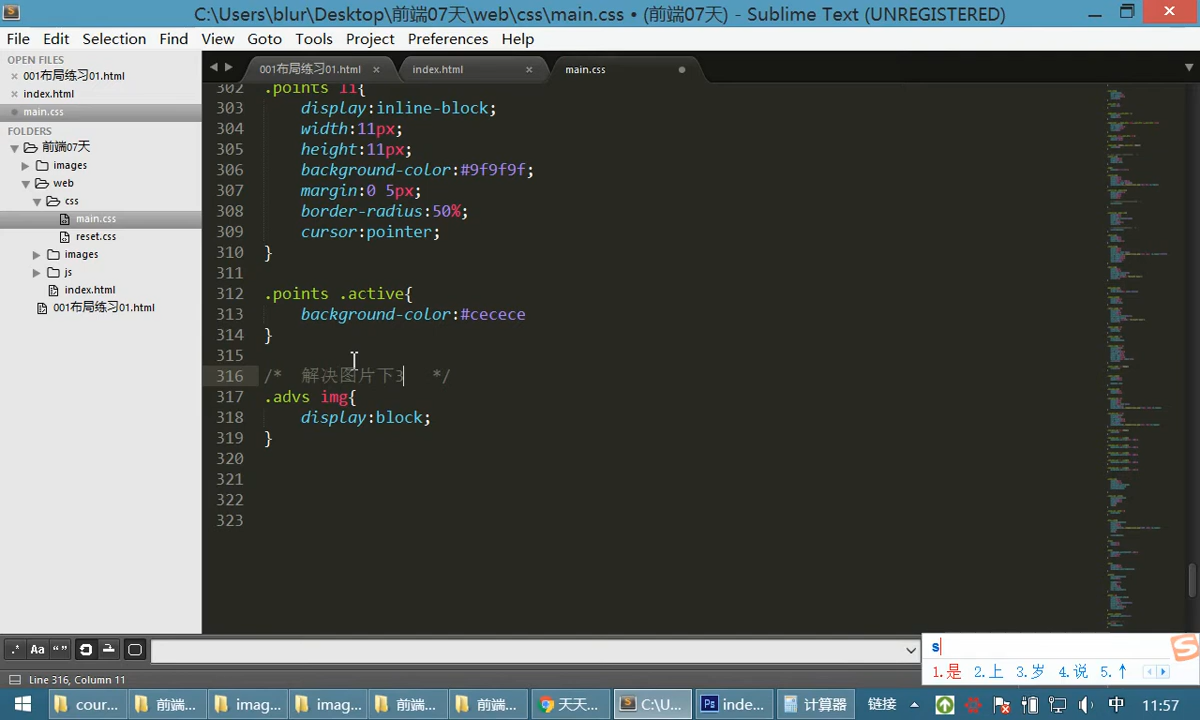 C:\Users\blur\Desktop\前端07天\web\css\main.css • (前端07天) - Sublime Text (UNREGISTERED)
File Edit Selection Find View Goto Tools Project Preferences Help
OPEN FILES
001布局练习01.html
index.html
main.css
FOLDERS
前端07天
images
web
css
main.css
reset.css
images
js
index.html
001布局练习01.html
001布局练习01.html index.html main.css
302 .points li{
303 display:inline-block;
304 width:11px;
305 height:11px;
306 background-color:#9f9f9f;
307 margin:0 5px;
308 border-radius:50%;
309 cursor:pointer;
310 }
311
312 .points .active{
313 background-color:#cecece
314 }
315
316 /* 解决图片下3 */
317 .advs img{
318 display:block;
319 }
320
321
322
323
.* Aa “ ”
s
1.是 2.上 3.岁 4.说 5.↑
Line 316, Column 11
cour... 前端... imag... imag... 前端... 前端... 天天... C:\U... inde... 计算器 链接 中 11:57